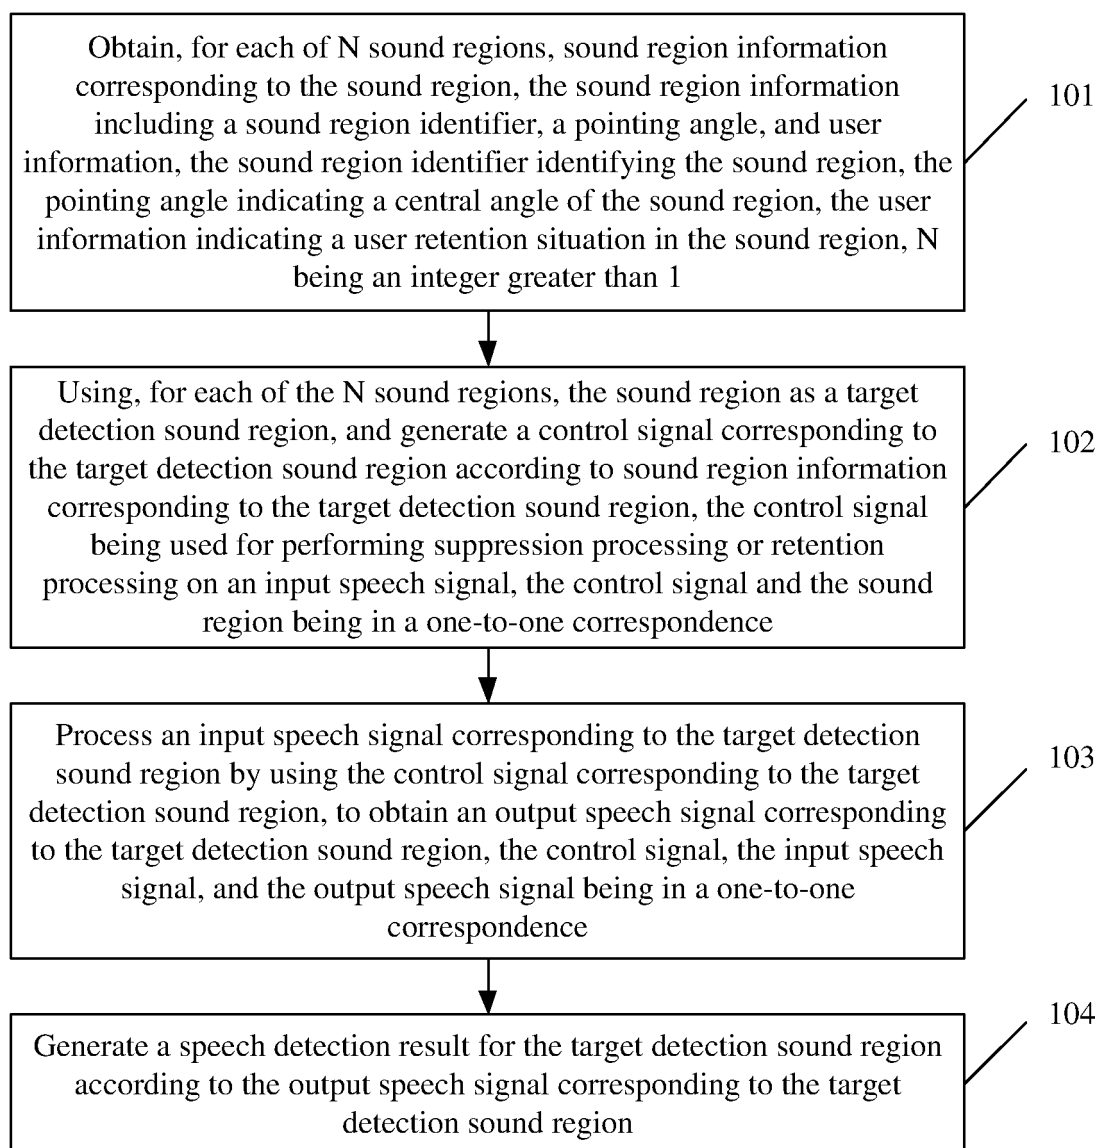 Obtain, for each of N sound regions, sound region information
corresponding to the sound region, the sound region information
including a sound region identifier, a pointing angle, and user
information, the sound region identifier identifying the sound region, the
pointing angle indicating a central angle of the sound region, the user
information indicating a user retention situation in the sound region, N
being an integer greater than 1
101
Using, for each of the N sound regions, the sound region as a target
detection sound region, and generate a control signal corresponding to
the target detection sound region according to sound region information
corresponding to the target detection sound region, the control signal
being used for performing suppression processing or retention
processing on an input speech signal, the control signal and the sound
region being in a one-to-one correspondence
102
Process an input speech signal corresponding to the target detection
sound region by using the control signal corresponding to the target
detection sound region, to obtain an output speech signal corresponding
to the target detection sound region, the control signal, the input speech
signal, and the output speech signal being in a one-to-one
correspondence
103
Generate a speech detection result for the target detection sound region
according to the output speech signal corresponding to the target
detection sound region
104